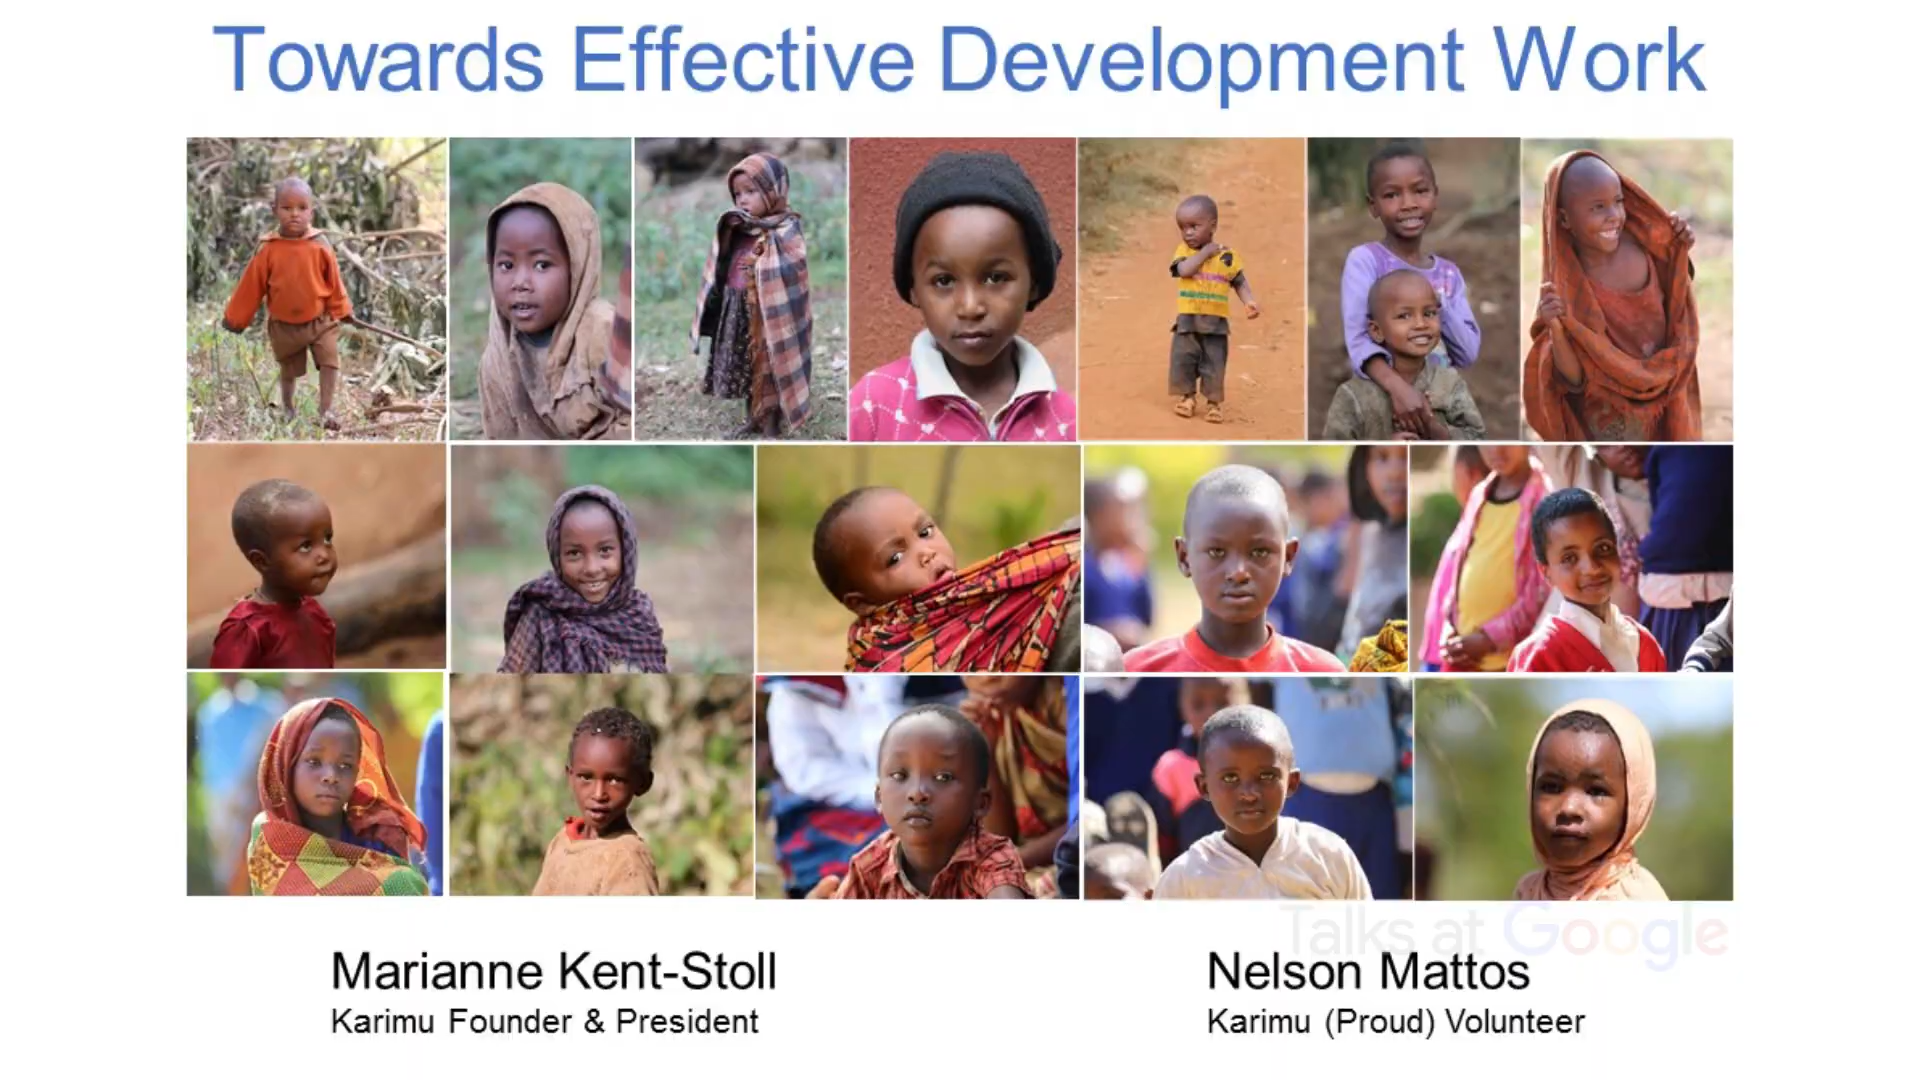 Towards Effective Development Work
Talks at Google
Marianne Kent-Stoll
Karimu Founder & President
Nelson Mattos
Karimu (Proud) Volunteer